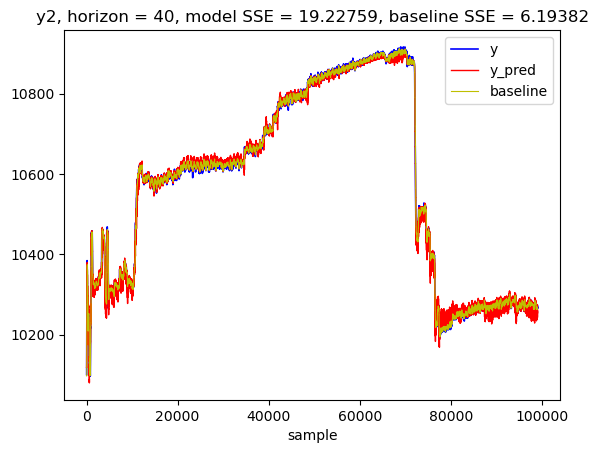 y2, horizon = 40, model SSE = 19.22759, baseline SSE = 6.19382
y
y_pred
baseline
10800
10600
10400
10200
0
20000
40000
60000
80000
100000
sample